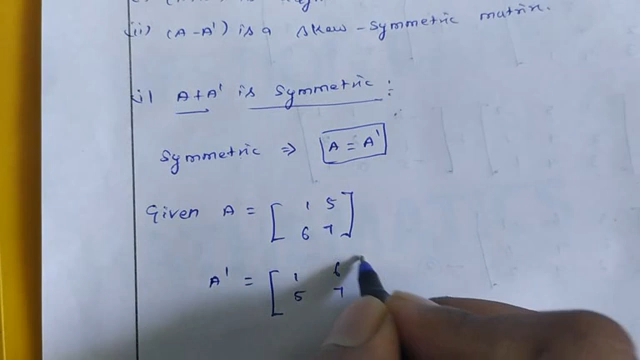 ii) (A-A') is a skew-symmetric matrix.
i) A+A' is symmetric :
Symmetric ⇒ A = A'
Given A = [ 1 5
6 7 ]
A' = [ 1 6
5 7